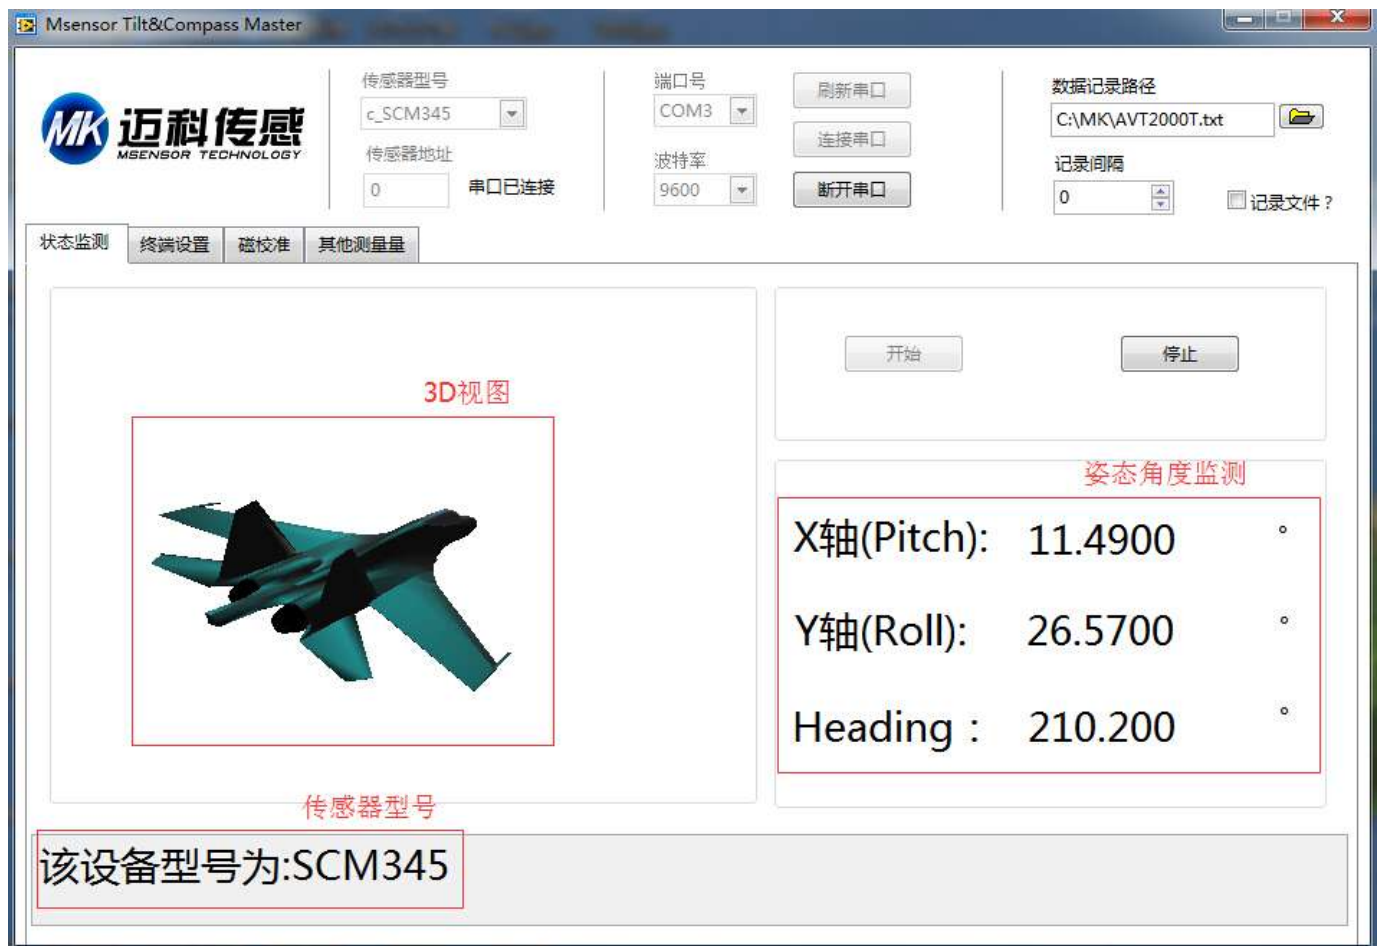 Msensor Tilt&Compass Master
MK 迈科传感
MSENSOR TECHNOLOGY
传感器型号
c_SCM345
传感器地址
0
串口已连接
端口号
COM3
波特率
9600
刷新串口
连接串口
断开串口
数据记录路径
C:\MK\AVT2000T.txt
记录间隔
0
记录文件?
状态监测 终端设置 磁校准 其他测量量
3D视图
开始 停止
姿态角度监测
X轴(Pitch): 11.4900 °
Y轴(Roll): 26.5700 °
Heading : 210.200 °
传感器型号
该设备型号为:SCM345